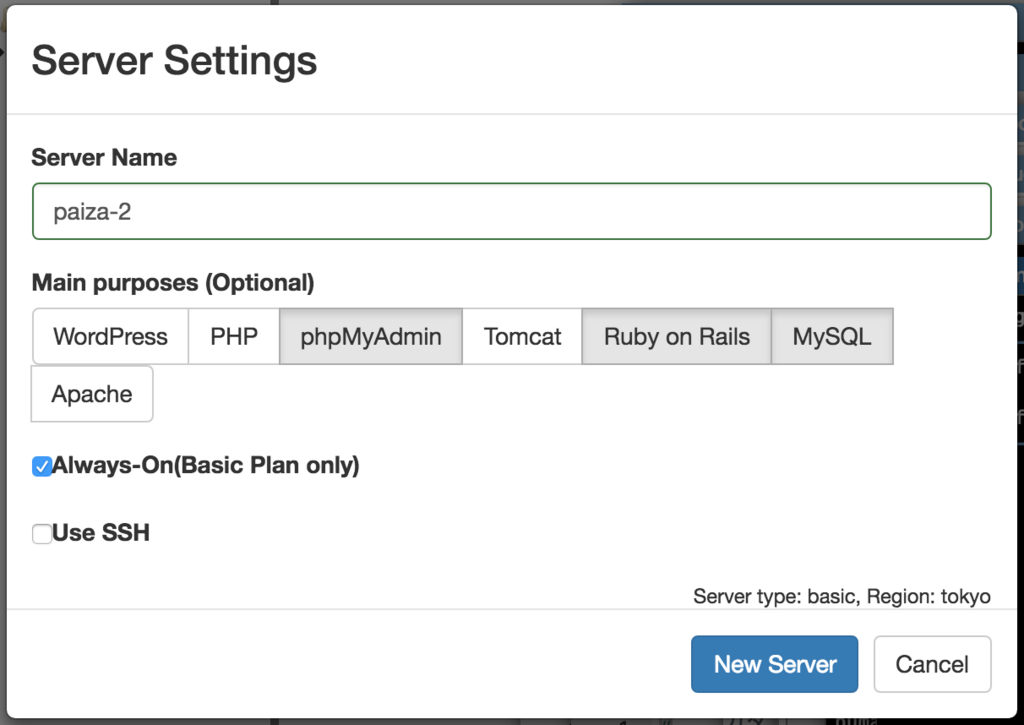 Server Settings
Server Name
paiza-2
Main purposes (Optional)
WordPress PHP phpMyAdmin Tomcat Ruby on Rails MySQL
Apache
Always-On(Basic Plan only)
Use SSH
Server type: basic, Region: tokyo
New Server Cancel